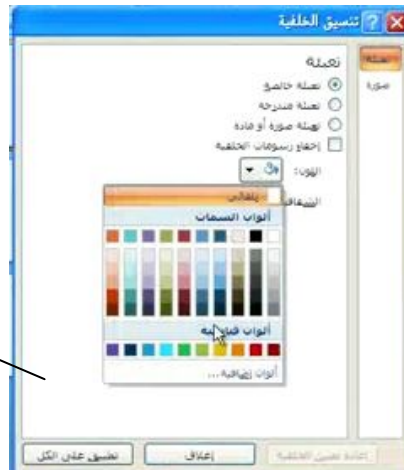 تنسيق الخلفية
تعبئة
صورة
تعبئة
تعبئة خالصة
تعبئة متدرجة
تعبئة صورة أو مادة
إخفاء رسومات الخلفية
اللون:
تلقائي
ألوان السمات
ألوان قياسية
ألوان إضافية...
إعادة تعيين الخلفية
إغلاق
تطبيق على الكل